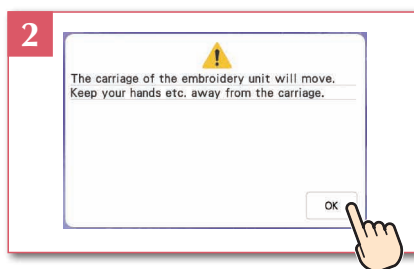 2
The carriage of the embroidery unit will move.
Keep your hands etc. away from the carriage.
OK